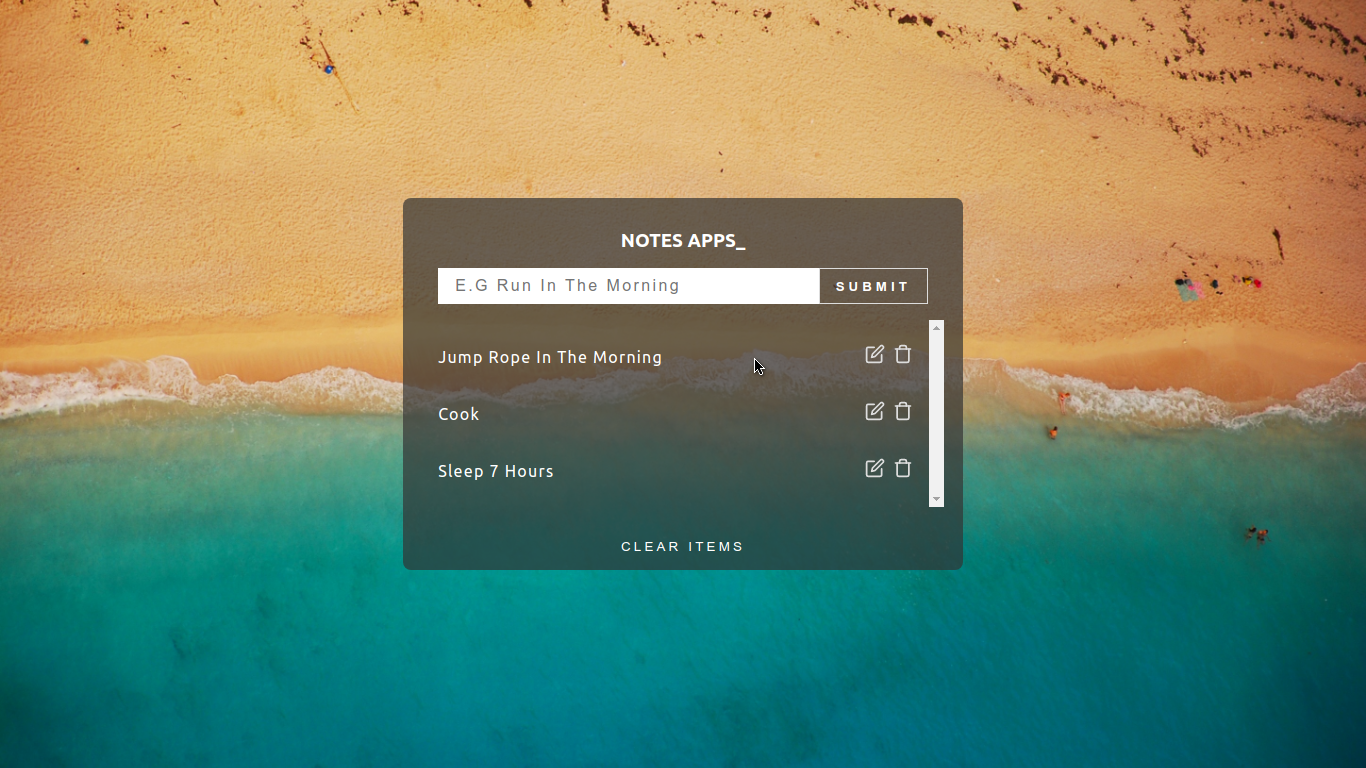 NOTES APPS_
E.G Run In The Morning
SUBMIT
Jump Rope In The Morning
Cook
Sleep 7 Hours
CLEAR ITEMS